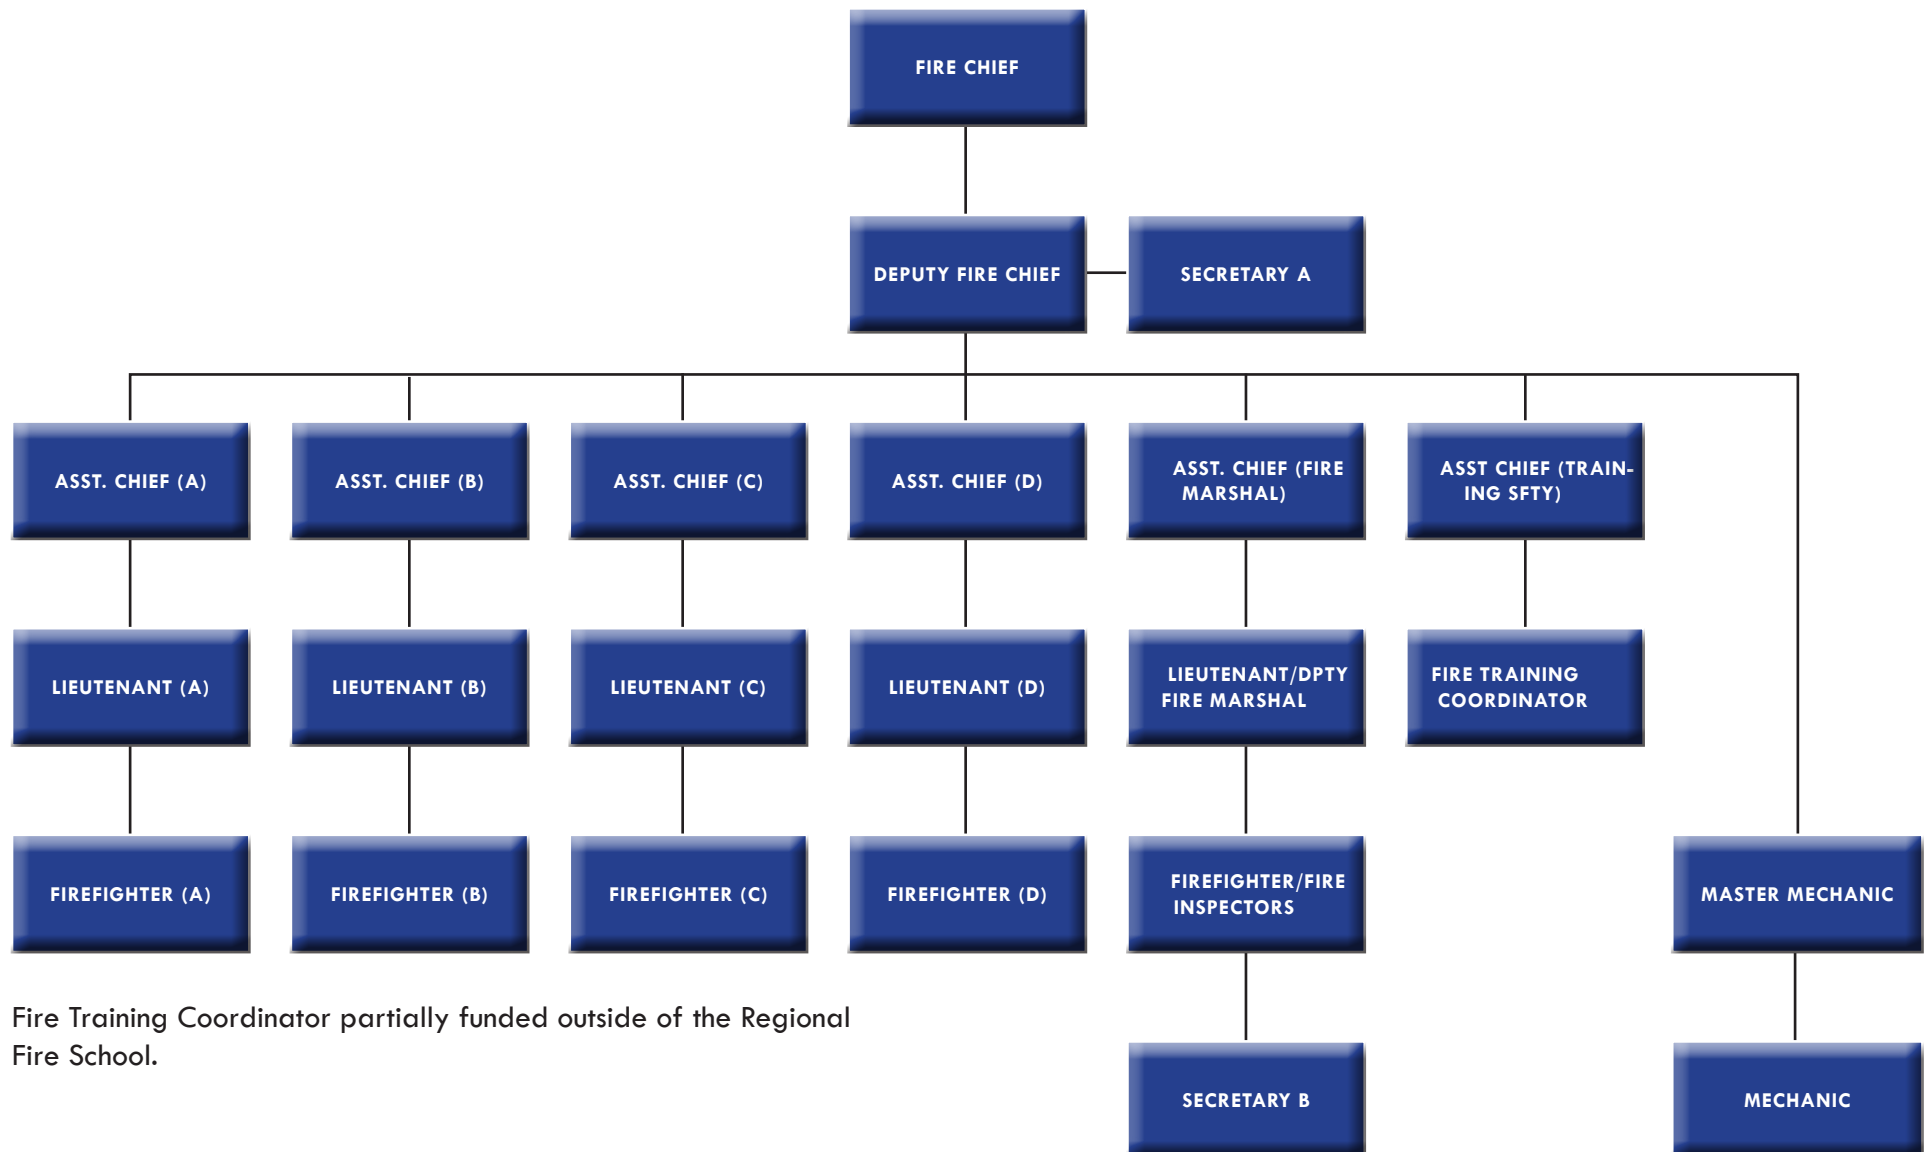 FIRE CHIEF
DEPUTY FIRE CHIEF
SECRETARY A
ASST. CHIEF (A)
ASST. CHIEF (B)
ASST. CHIEF (C)
ASST. CHIEF (D)
ASST. CHIEF (FIRE
MARSHAL)
ASST CHIEF (TRAIN-
ING SFTY)
LIEUTENANT (A)
LIEUTENANT (B)
LIEUTENANT (C)
LIEUTENANT (D)
LIEUTENANT/DPTY
FIRE MARSHAL
FIRE TRAINING
COORDINATOR
FIREFIGHTER (A)
FIREFIGHTER (B)
FIREFIGHTER (C)
FIREFIGHTER (D)
FIREFIGHTER/FIRE
INSPECTORS
MASTER MECHANIC
Fire Training Coordinator partially funded outside of the Regional
Fire School.
SECRETARY B
MECHANIC